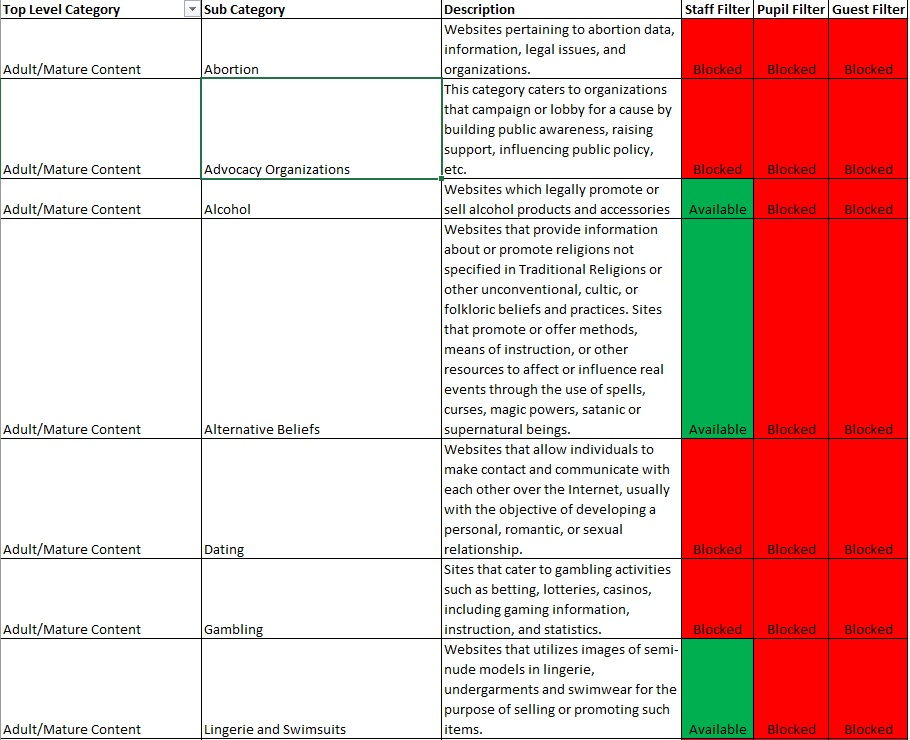 Top Level Category Sub Category Description Staff Filter Pupil Filter Guest Filter
Websites pertaining to abortion data,
information, legal issues, and
Adult/Mature Content Abortion organizations. Blocked Blocked Blocked
This category caters to organizations
that campaign or lobby for a cause by
building public awareness, raising
support, influencing public policy,
Adult/Mature Content Advocacy Organizations etc. Blocked Blocked Blocked
Websites which legally promote or
Adult/Mature Content Alcohol sell alcohol products and accessories Available Blocked Blocked
Websites that provide information
about or promote religions not
specified in Traditional Religions or
other unconventional, cultic, or
folkloric beliefs and practices. Sites
that promote or offer methods,
means of instruction, or other
resources to affect or influence real
events through the use of spells,
curses, magic powers, satanic or
Adult/Mature Content Alternative Beliefs supernatural beings. Available Blocked Blocked
Websites that allow individuals to
make contact and communicate with
each other over the Internet, usually
with the objective of developing a
personal, romantic, or sexual
Adult/Mature Content Dating relationship. Blocked Blocked Blocked
Sites that cater to gambling activities
such as betting, lotteries, casinos,
including gaming information,
Adult/Mature Content Gambling instruction, and statistics. Blocked Blocked Blocked
Websites that utilizes images of semi-
nude models in lingerie,
undergarments and swimwear for the
purpose of selling or promoting such
Adult/Mature Content Lingerie and Swimsuits items. Available Blocked Blocked